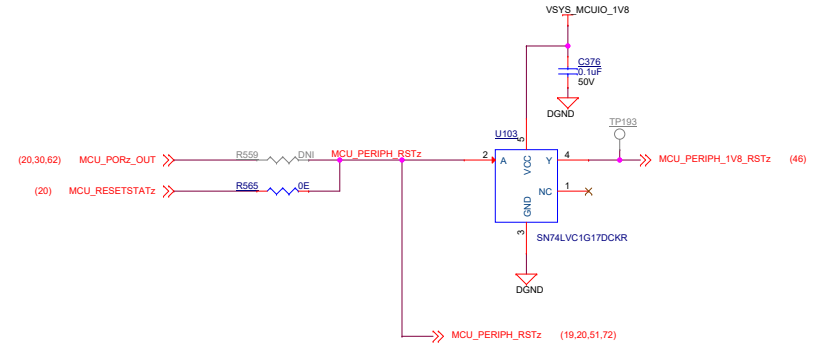 VSYS_MCUIO_1V8
C376
0.1uF
50V
DGND
TP193
U103
5
(20,30,62) MCU_PORz_OUT R559 DNI MCU_PERIPH_RSTz 2 A VCC Y 4 MCU_PERIPH_1V8_RSTz (46)
(20) MCU_RESETSTATz R565 0E NC 1
GND
3
SN74LVC1G17DCKR
DGND
MCU_PERIPH_RSTz (19,20,51,72)